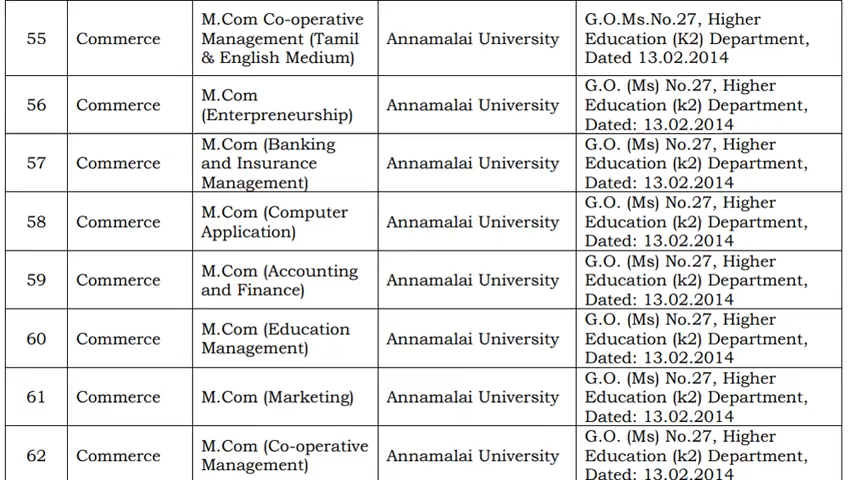 55 Commerce M.Com Co-operative Management (Tamil & English Medium) Annamalai University G.O.Ms.No.27, Higher Education (K2) Department, Dated 13.02.2014
56 Commerce M.Com (Enterpreneurship) Annamalai University G.O. (Ms) No.27, Higher Education (k2) Department, Dated: 13.02.2014
57 Commerce M.Com (Banking and Insurance Management) Annamalai University G.O. (Ms) No.27, Higher Education (k2) Department, Dated: 13.02.2014
58 Commerce M.Com (Computer Application) Annamalai University G.O. (Ms) No.27, Higher Education (k2) Department, Dated: 13.02.2014
59 Commerce M.Com (Accounting and Finance) Annamalai University G.O. (Ms) No.27, Higher Education (k2) Department, Dated: 13.02.2014
60 Commerce M.Com (Education Management) Annamalai University G.O. (Ms) No.27, Higher Education (k2) Department, Dated: 13.02.2014
61 Commerce M.Com (Marketing) Annamalai University G.O. (Ms) No.27, Higher Education (k2) Department, Dated: 13.02.2014
62 Commerce M.Com (Co-operative Management) Annamalai University G.O. (Ms) No.27, Higher Education (k2) Department, Dated: 13.02.2014